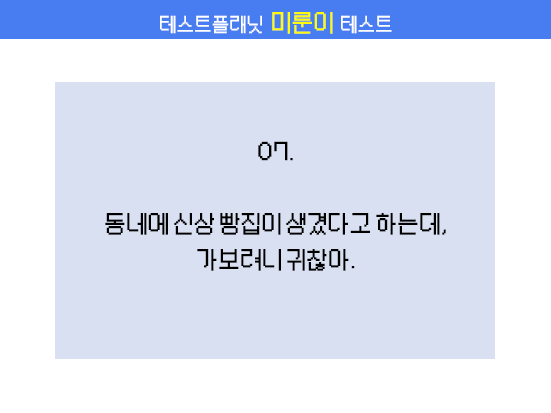 테스트플래닛 미룬이 테스트
07.
동네에 신상 빵집이 생겼다고 하는데,
가보려니 귀찮아.